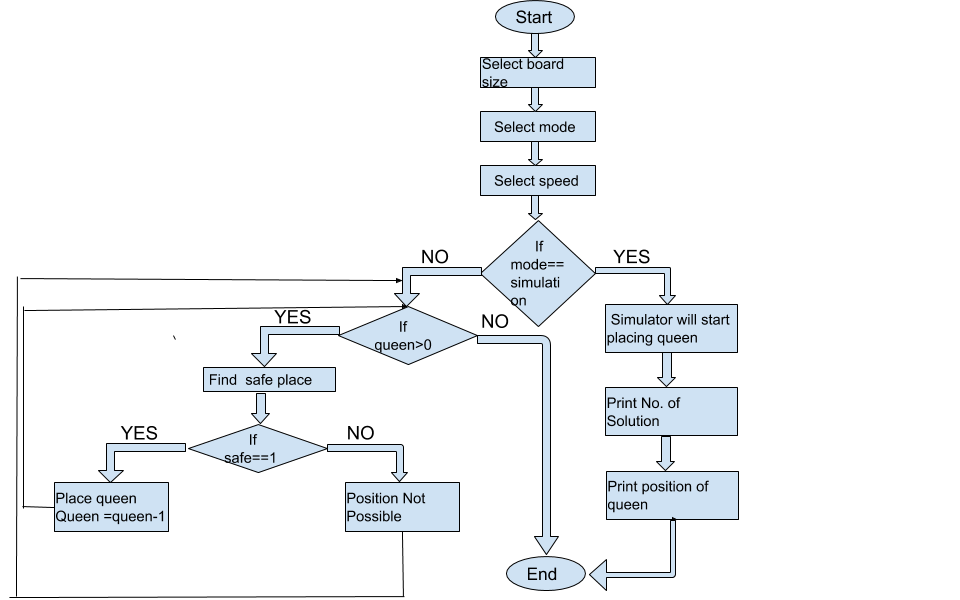 Start
Select board
size
Select mode
Select speed
If
mode==
simulati
on
NO
YES
Simulator will start
placing queen
If
queen>0
YES
NO
Find safe place
Print No. of
Solution
If
safe==1
YES
NO
Place queen
Queen =queen-1
Position Not
Possible
Print position of
queen
End